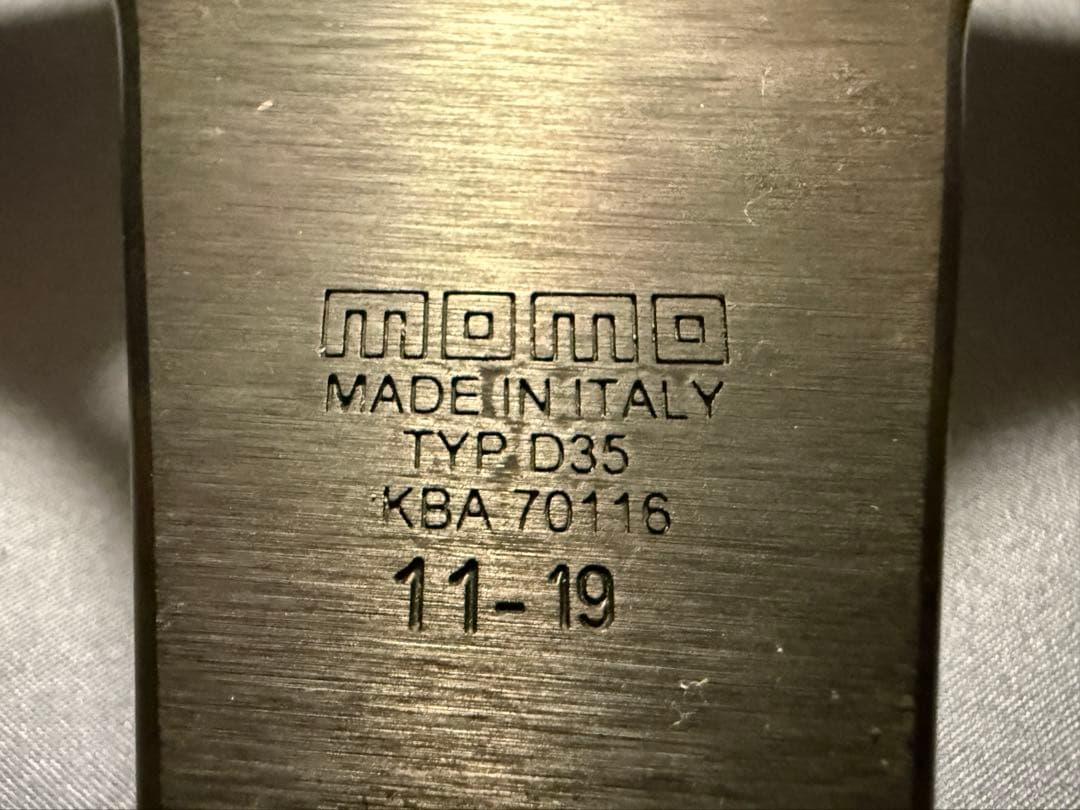 momo
MADE IN ITALY
TYP D35
KBA 70116
11-19